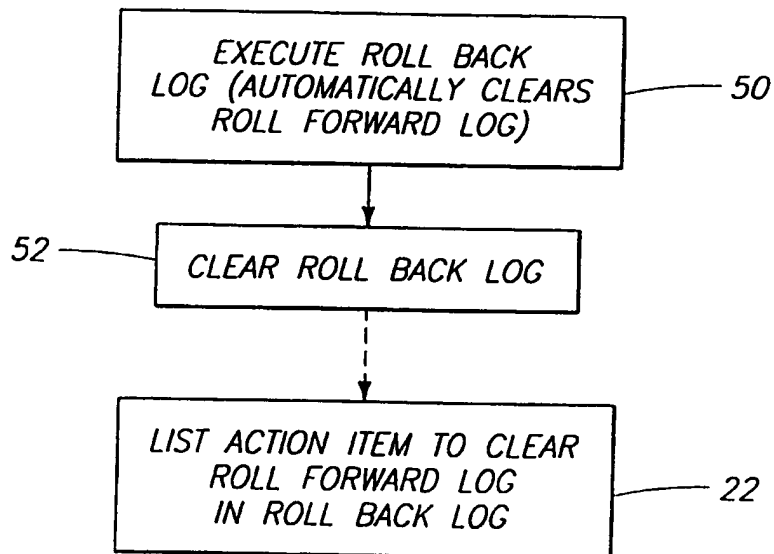 EXECUTE ROLL BACK
LOG (AUTOMATICALLY CLEARS
ROLL FORWARD LOG)
50
52
CLEAR ROLL BACK LOG
LIST ACTION ITEM TO CLEAR
ROLL FORWARD LOG
IN ROLL BACK LOG
22